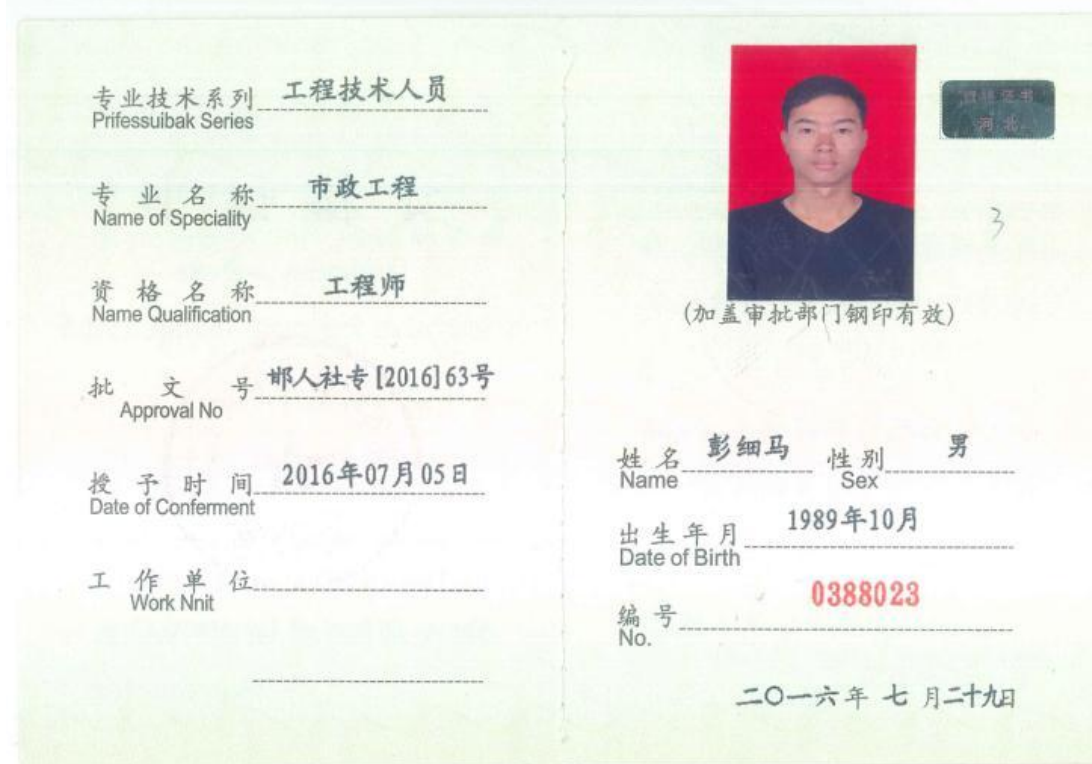 专业技术系列 工程技术人员
Prifessuibak Series
专业名称 市政工程
Name of Speciality
资格名称 工程师
Name Qualification
批文号 邯人社专[2016]63号
Approval No
授予时间 2016年07月05日
Date of Conferment
工作单位
Work Nnit
河北
3
(加盖审批部门钢印有效)
姓名 彭细马 性别 男
Name Sex
出生年月 1989年10月
Date of Birth
编号 0388023
No.
二〇一六年七月二十九日